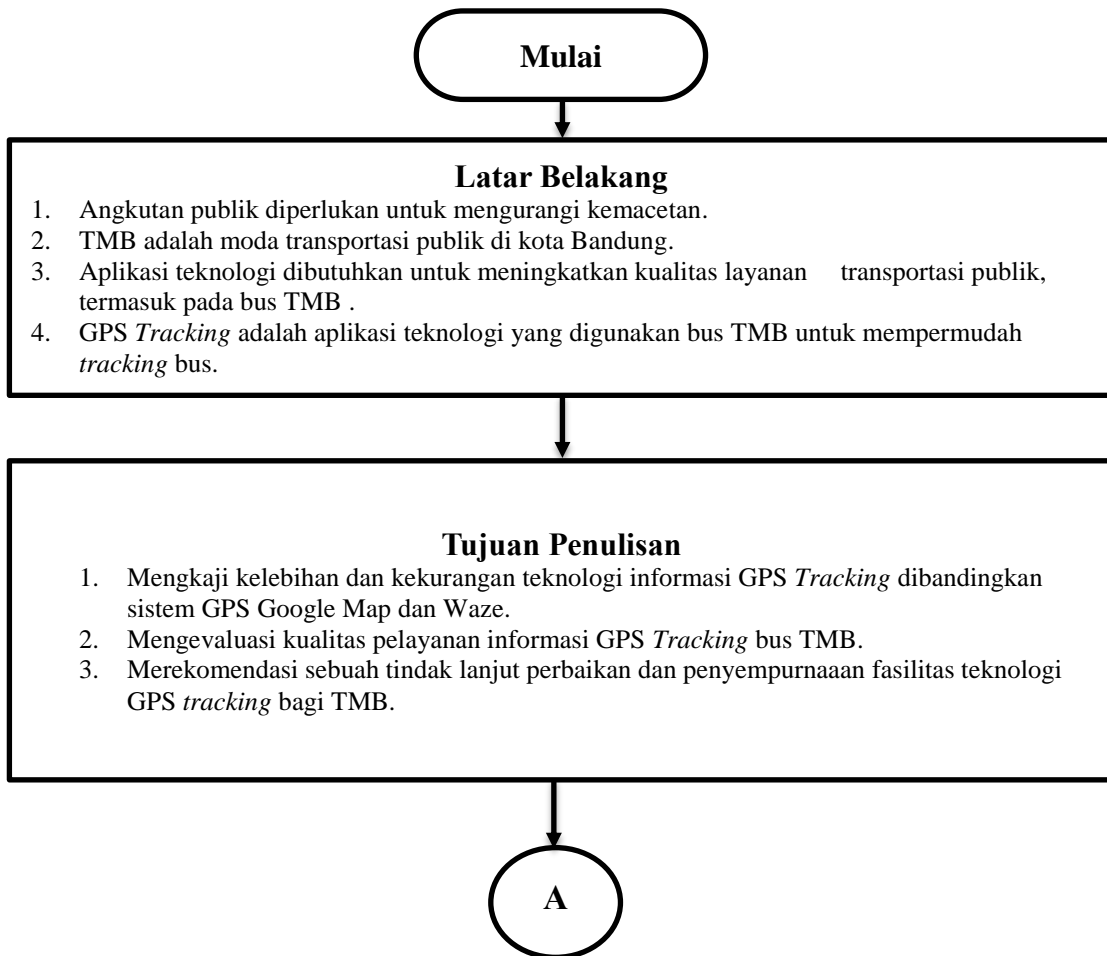 Mulai
Latar Belakang
1. Angkutan publik diperlukan untuk mengurangi kemacetan.
2. TMB adalah moda transportasi publik di kota Bandung.
3. Aplikasi teknologi dibutuhkan untuk meningkatkan kualitas layanan transportasi publik,
termasuk pada bus TMB .
4. GPS Tracking adalah aplikasi teknologi yang digunakan bus TMB untuk mempermudah
tracking bus.
Tujuan Penulisan
1. Mengkaji kelebihan dan kekurangan teknologi informasi GPS Tracking dibandingkan
sistem GPS Google Map dan Waze.
2. Mengevaluasi kualitas pelayanan informasi GPS Tracking bus TMB.
3. Merekomendasi sebuah tindak lanjut perbaikan dan penyempurnaaan fasilitas teknologi
GPS tracking bagi TMB.
A